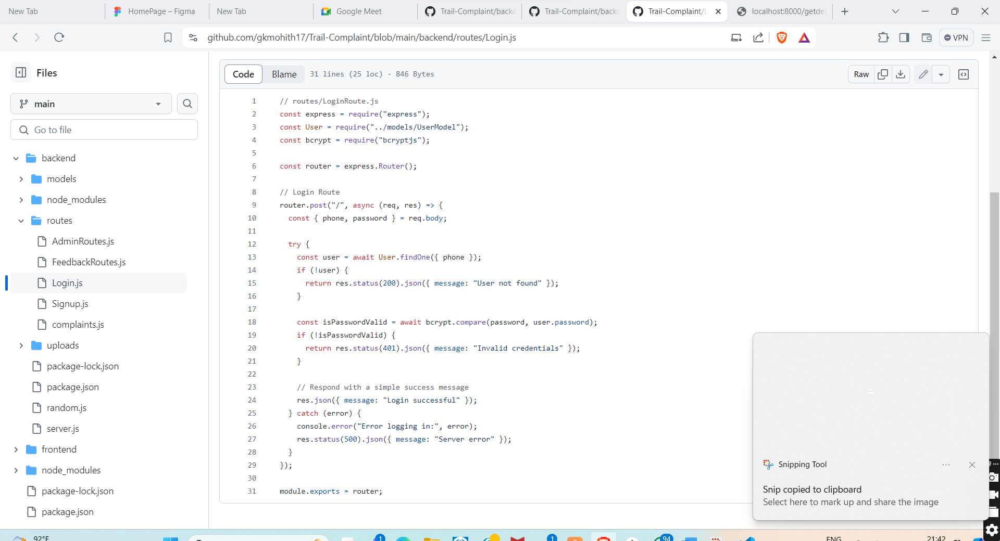 New Tab
HomePage – Figma
New Tab
Google Meet
Trail-Complaint/backe
Trail-Complaint/backe
Trail-Complaint/b
localhost:8000/getde
github.com/gkmohith17/Trail-Complaint/blob/main/backend/routes/Login.js
VPN
Files
main
Go to file
backend
models
node_modules
routes
AdminRoutes.js
FeedbackRoutes.js
Login.js
Signup.js
complaints.js
uploads
package-lock.json
package.json
random.js
server.js
frontend
node_modules
package-lock.json
package.json
Code Blame 31 lines (25 loc) · 846 Bytes
Raw
1 // routes/LoginRoute.js
2 const express = require("express");
3 const User = require("../models/UserModel");
4 const bcrypt = require("bcryptjs");
5
6 const router = express.Router();
7
8 // Login Route
9 router.post("/", async (req, res) => {
10 const { phone, password } = req.body;
11
12 try {
13 const user = await User.findOne({ phone });
14 if (!user) {
15 return res.status(200).json({ message: "User not found" });
16 }
17
18 const isPasswordValid = await bcrypt.compare(password, user.password);
19 if (!isPasswordValid) {
20 return res.status(401).json({ message: "Invalid credentials" });
21 }
22
23 // Respond with a simple success message
24 res.json({ message: "Login successful" });
25 } catch (error) {
26 console.error("Error logging in:", error);
27 res.status(500).json({ message: "Server error" });
28 }
29 });
30
31 module.exports = router;
Snipping Tool
Snip copied to clipboard
Select here to mark up and share the image
92°F
1
1
94
ENG
21:42